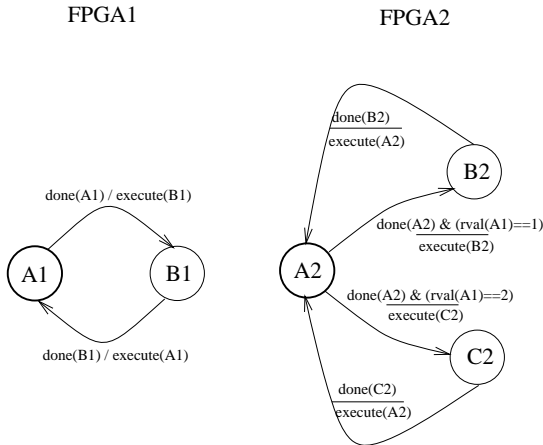 FPGA1
FPGA2
done(B2)
execute(A2)
B2
done(A1) / execute(B1)
done(A2) & (rval(A1)==1)
execute(B2)
A1
B1
A2
done(A2) & (rval(A1)==2)
execute(C2)
done(B1) / execute(A1)
C2
done(C2)
execute(A2)